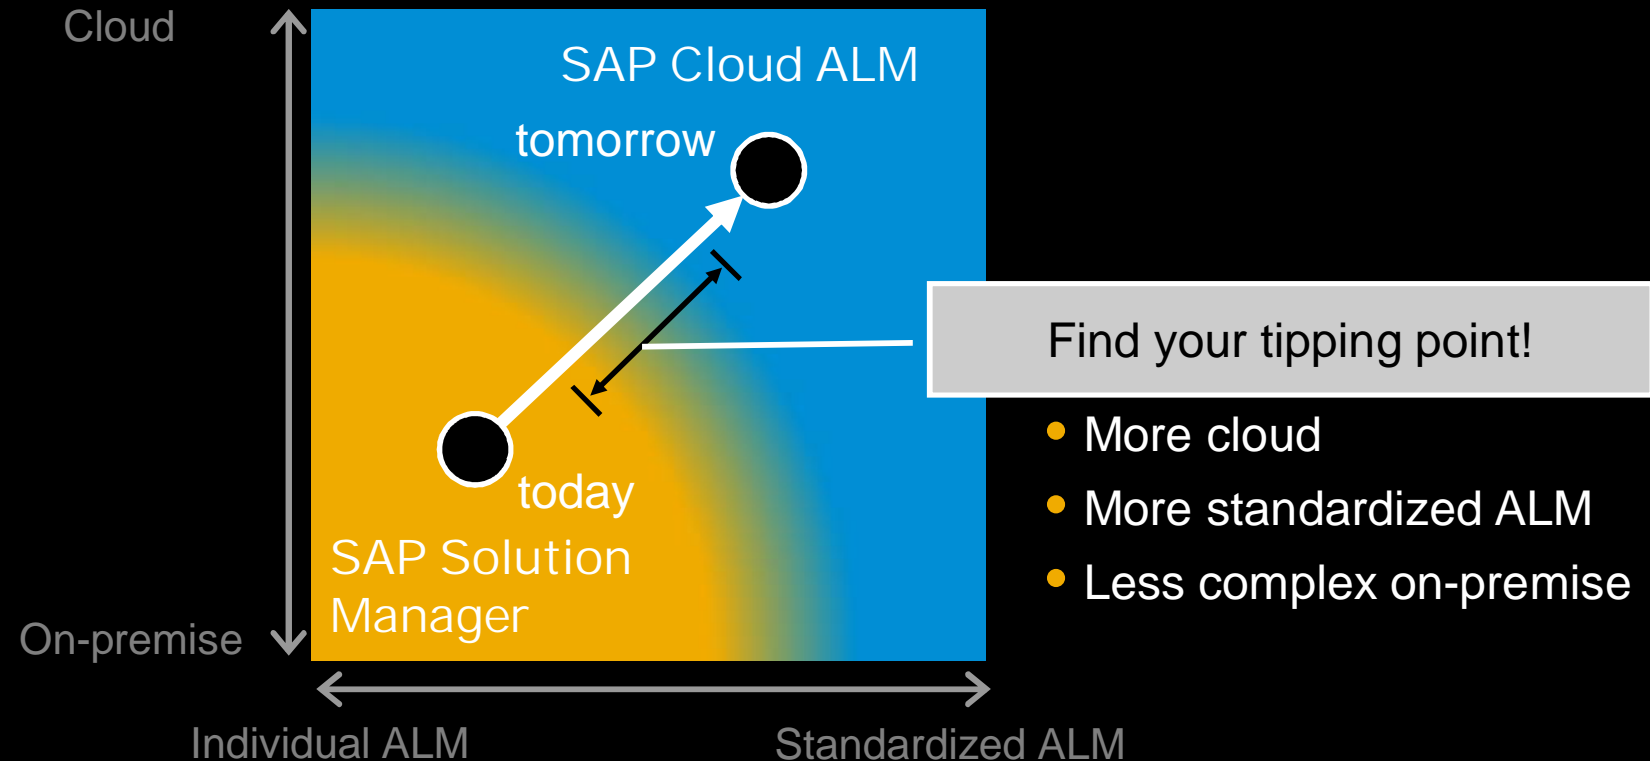 Cloud
SAP Cloud ALM
tomorrow
Find your tipping point!
• More cloud
• More standardized ALM
• Less complex on-premise
today
SAP Solution
Manager
On-premise
Individual ALM
Standardized ALM